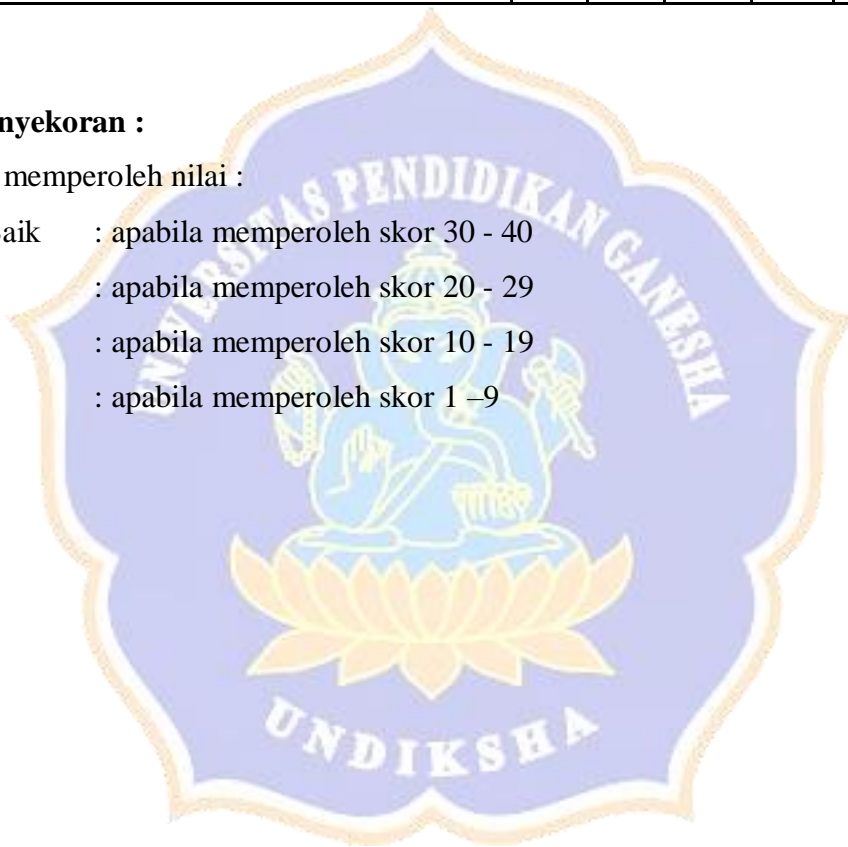 nyekoran :
memperoleh nilai :
aik : apabila memperoleh skor 30 - 40
: apabila memperoleh skor 20 - 29
: apabila memperoleh skor 10 - 19
: apabila memperoleh skor 1 –9
UNIVERSITAS PENDIDIKAN GANESHA
UNDIKSHA